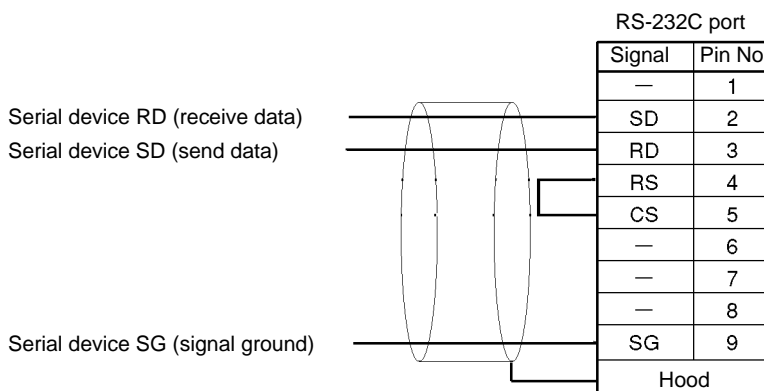 RS-232C port
Signal Pin No
— 1
Serial device RD (receive data) SD 2
Serial device SD (send data) RD 3
RS 4
CS 5
— 6
— 7
— 8
Serial device SG (signal ground) SG 9
Hood